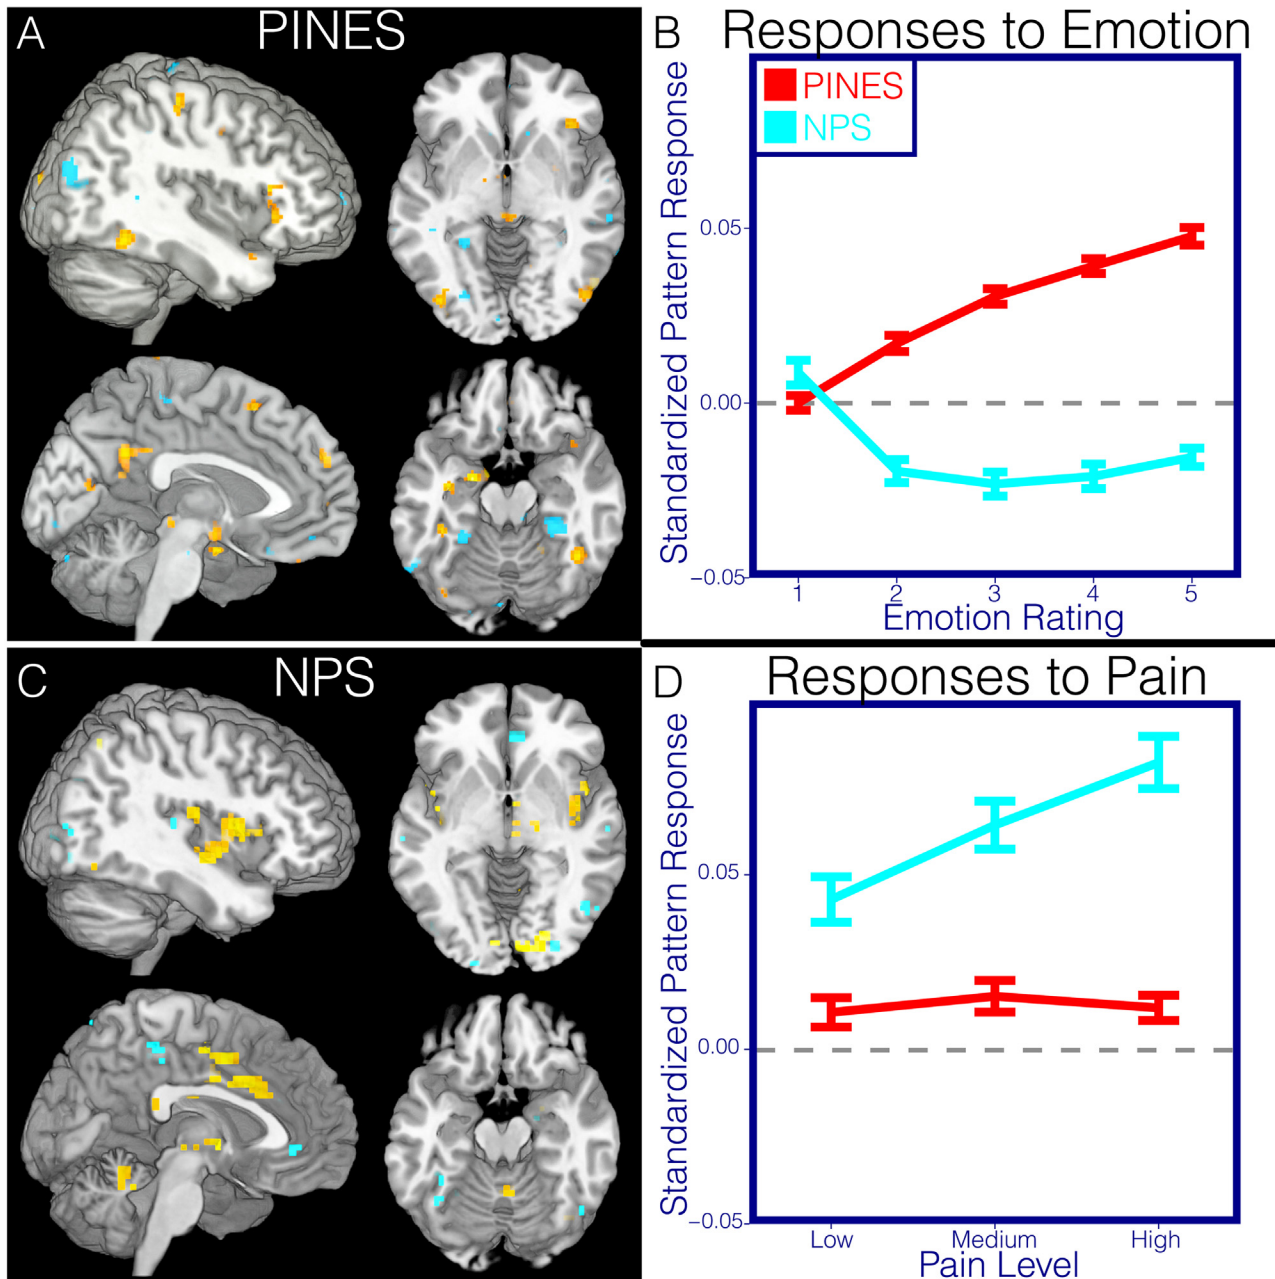 A
PINES
B
Responses to Emotion
PINES
NPS
Standardized Pattern Response
0.05
0.00
−0.05
1 2 3 4 5
Emotion Rating
C
NPS
D
Responses to Pain
Standardized Pattern Response
0.05
0.00
−0.05
Low Medium High
Pain Level